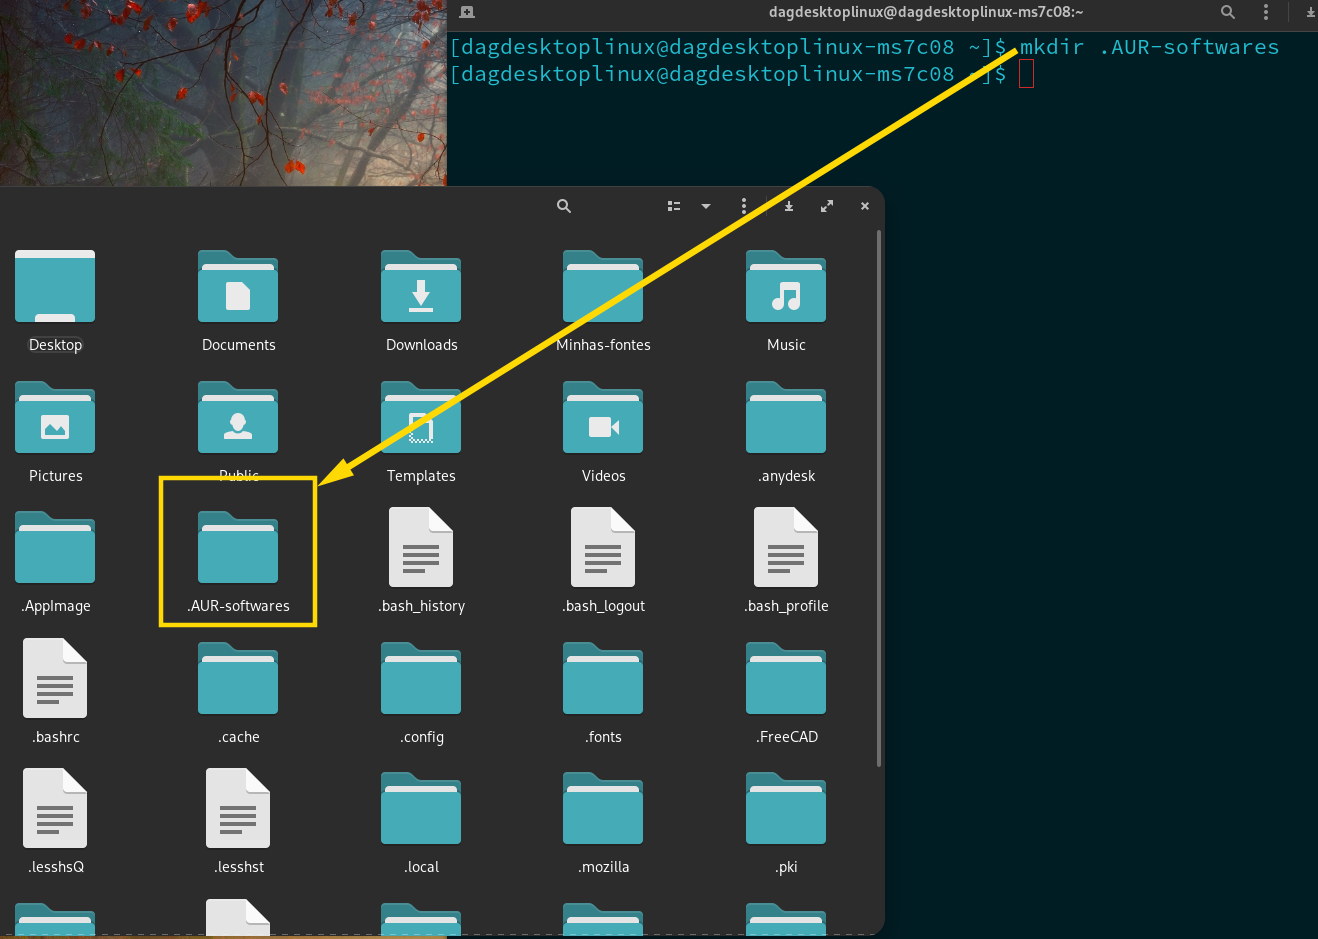 dagdesktoplinux@dagdesktoplinux-ms7c08:~
[dagdesktoplinux@dagdesktoplinux-ms7c08 ~]$ mkdir .AUR-softwares
[dagdesktoplinux@dagdesktoplinux-ms7c08 ~]$
Desktop Documents Downloads Minhas-fontes Music
Pictures Public Templates Videos .anydesk
.AppImage .AUR-softwares .bash_history .bash_logout .bash_profile
.bashrc .cache .config .fonts .FreeCAD
.lesshsQ .lesshst .local .mozilla .pki